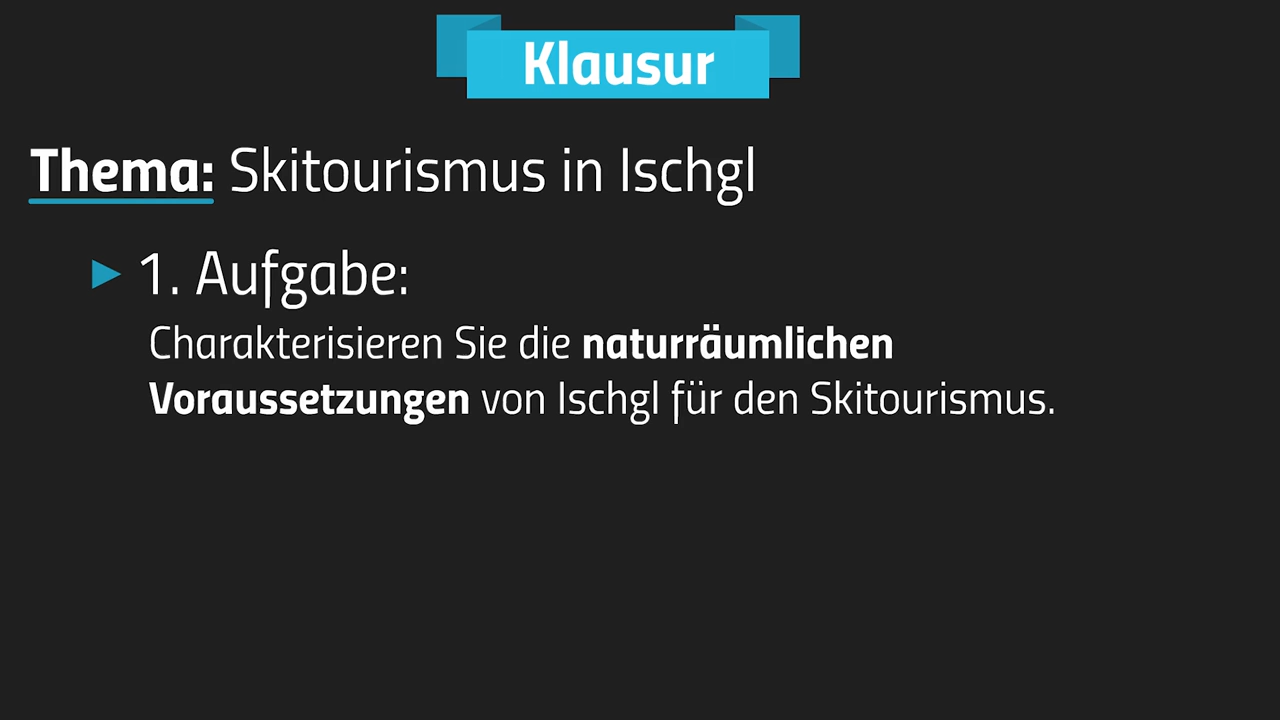 Klausur
Thema: Skitourismus in Ischgl
1. Aufgabe:
Charakterisieren Sie die naturräumlichen
Voraussetzungen von Ischgl für den Skitourismus.